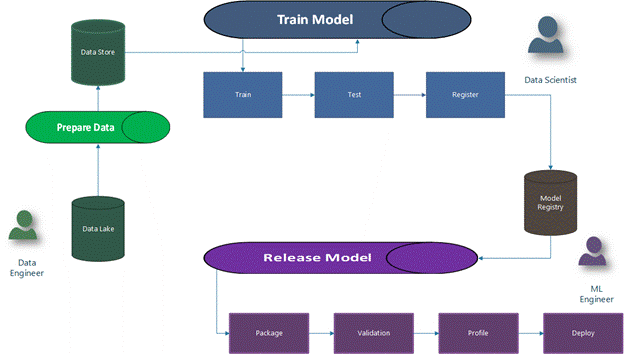 Train Model
Data Store
Data Scientist
Train
Test
Register
Prepare Data
Model
Registry
Data Lake
Data
Engineer
Release Model
ML
Engineer
Package
Validation
Profile
Deploy